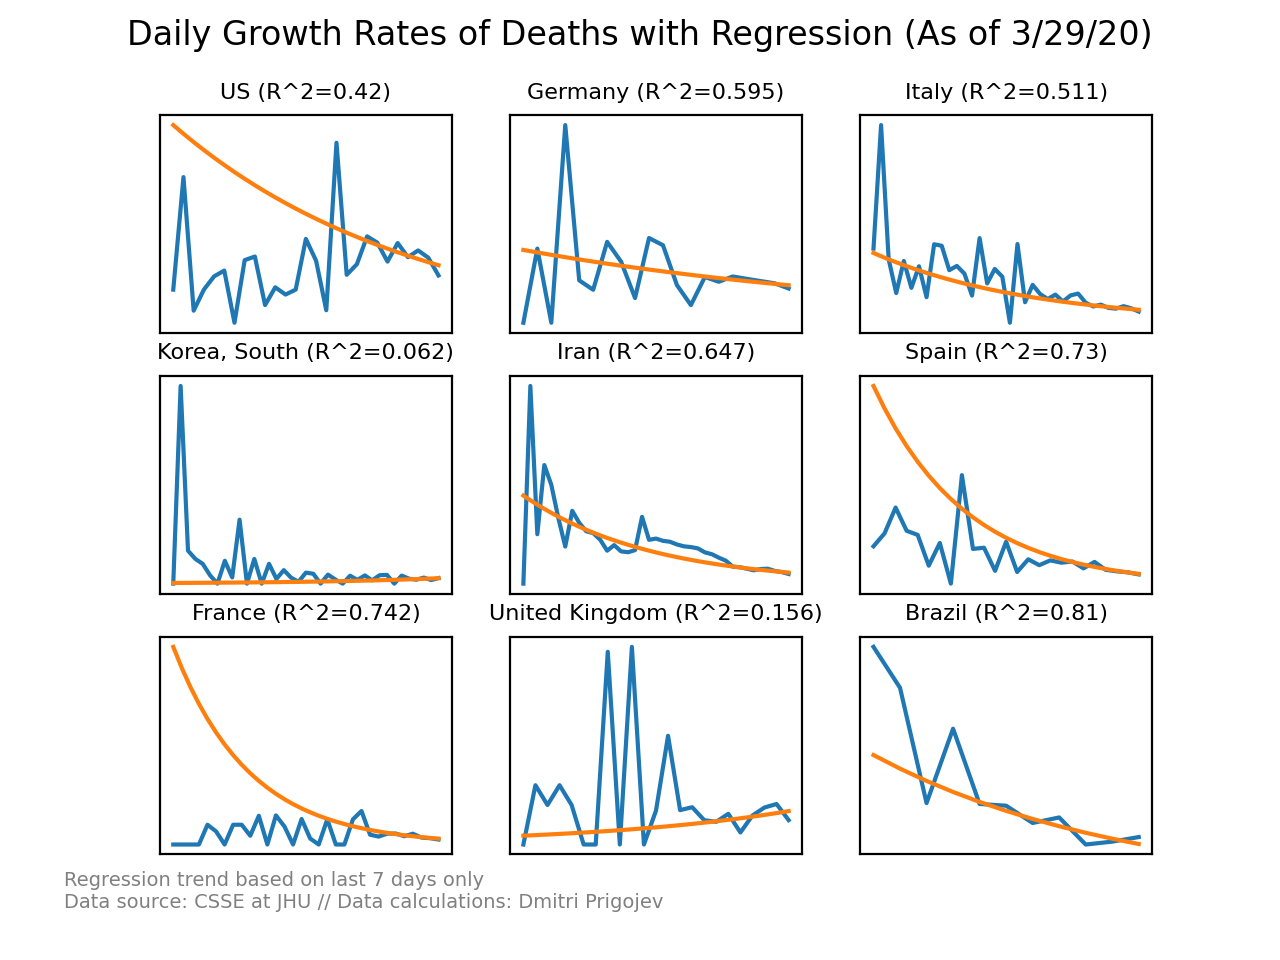 Daily Growth Rates of Deaths with Regression (As of 3/29/20)
US (R^2=0.42)
Germany (R^2=0.595)
Italy (R^2=0.511)
Korea, South (R^2=0.062)
Iran (R^2=0.647)
Spain (R^2=0.73)
France (R^2=0.742)
United Kingdom (R^2=0.156)
Brazil (R^2=0.81)
Regression trend based on last 7 days only
Data source: CSSE at JHU // Data calculations: Dmitri Prigojev